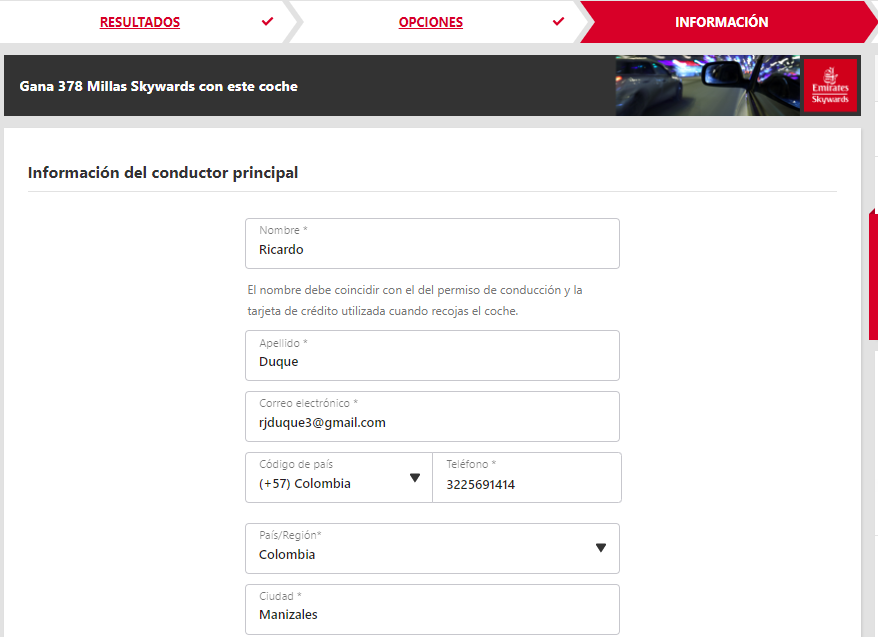 RESULTADOS
OPCIONES
INFORMACIÓN
Gana 378 Millas Skywards con este coche
Emirates
Skywards
Información del conductor principal
Nombre *
Ricardo
El nombre debe coincidir con el del permiso de conducción y la
tarjeta de crédito utilizada cuando recojas el coche.
Apellido *
Duque
Correo electrónico *
rjduque3@gmail.com
Código de país
(+57) Colombia
Teléfono *
3225691414
País/Región*
Colombia
Ciudad *
Manizales